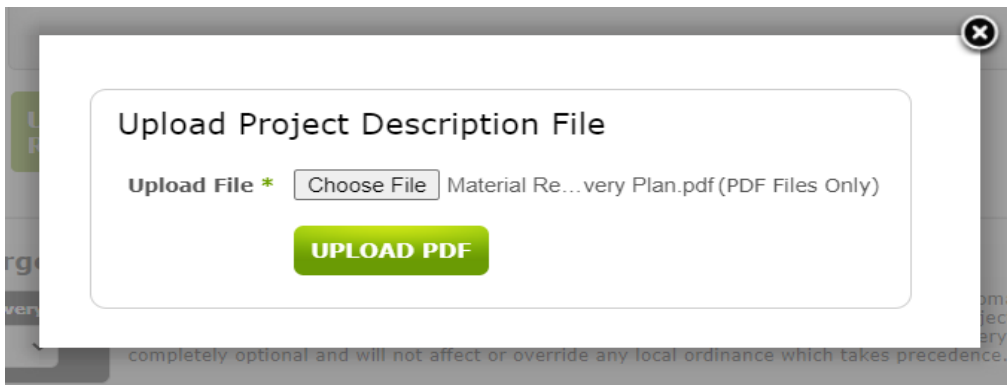 Upload Project Description File
Upload File * Choose File Material Re...very Plan.pdf (PDF Files Only)
UPLOAD PDF
completely optional and will not affect or override any local ordinance which takes precedence.